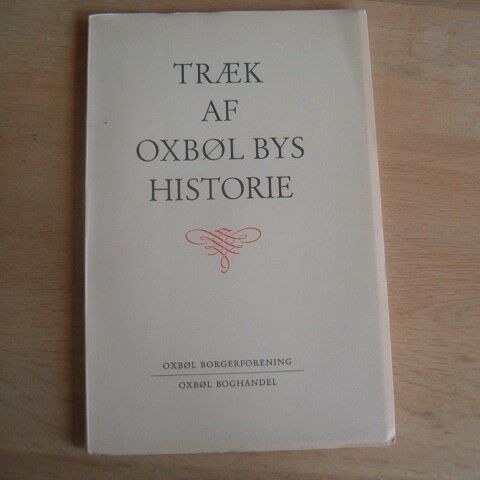 TRÆK
AF
OXBØL BYS
HISTORIE
OXBØL BORGERFORENING
OXBØL BOGHANDEL